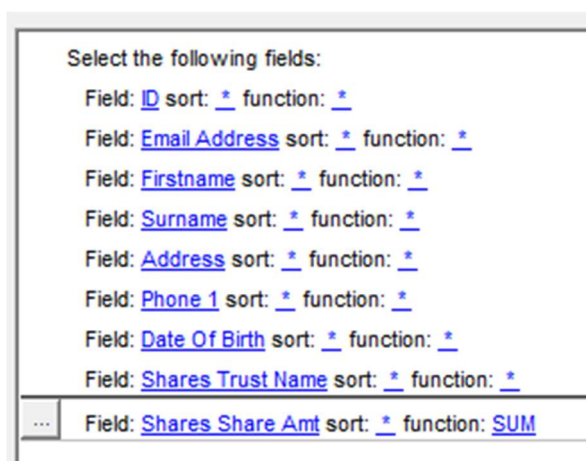 Select the following fields:
Field: ID sort: * function: *
Field: Email Address sort: * function: *
Field: Firstname sort: * function: *
Field: Surname sort: * function: *
Field: Address sort: * function: *
Field: Phone 1 sort: * function: *
Field: Date Of Birth sort: * function: *
Field: Shares Trust Name sort: * function: *
... Field: Shares Share Amt sort: * function: SUM